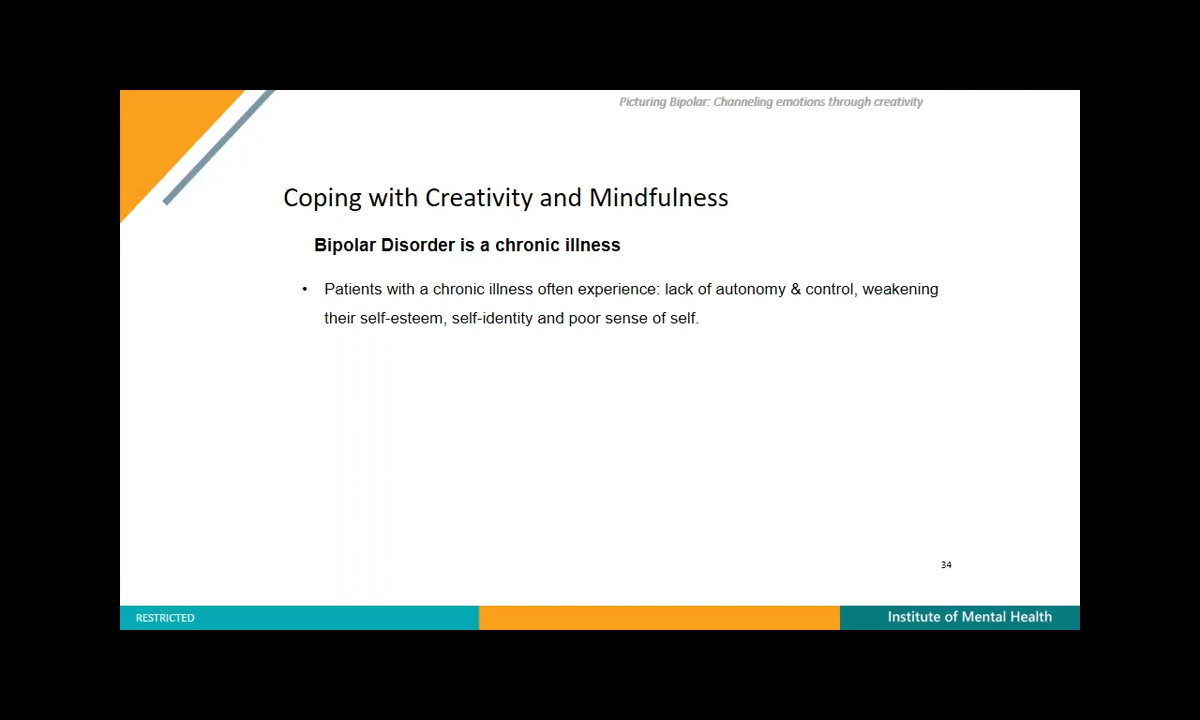 Picturing Bipolar: Channeling emotions through creativity
Coping with Creativity and Mindfulness
Bipolar Disorder is a chronic illness
• Patients with a chronic illness often experience: lack of autonomy & control, weakening
their self-esteem, self-identity and poor sense of self.
34
RESTRICTED
Institute of Mental Health